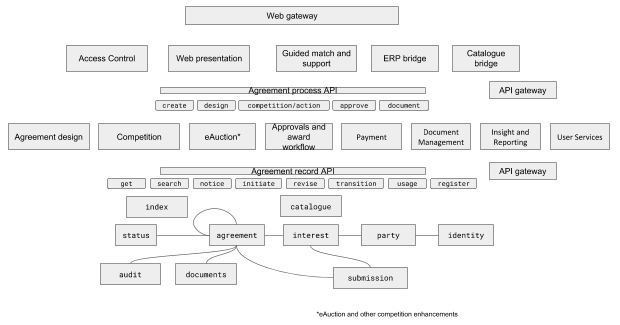 Web gateway
Access Control
Web presentation
Guided match and
support
ERP bridge
Catalogue
bridge
Agreement process API
API gateway
create
design
competition/action
approve
document
Agreement design
Competition
eAuction*
Approvals and
award
workflow
Payment
Document
Management
Insight and
Reporting
User Services
Agreement record API
API gateway
get
search
notice
initiate
revise
transition
usage
register
index
catalogue
status
agreement
interest
party
identity
audit
documents
submission
*eAuction and other competition enhancements